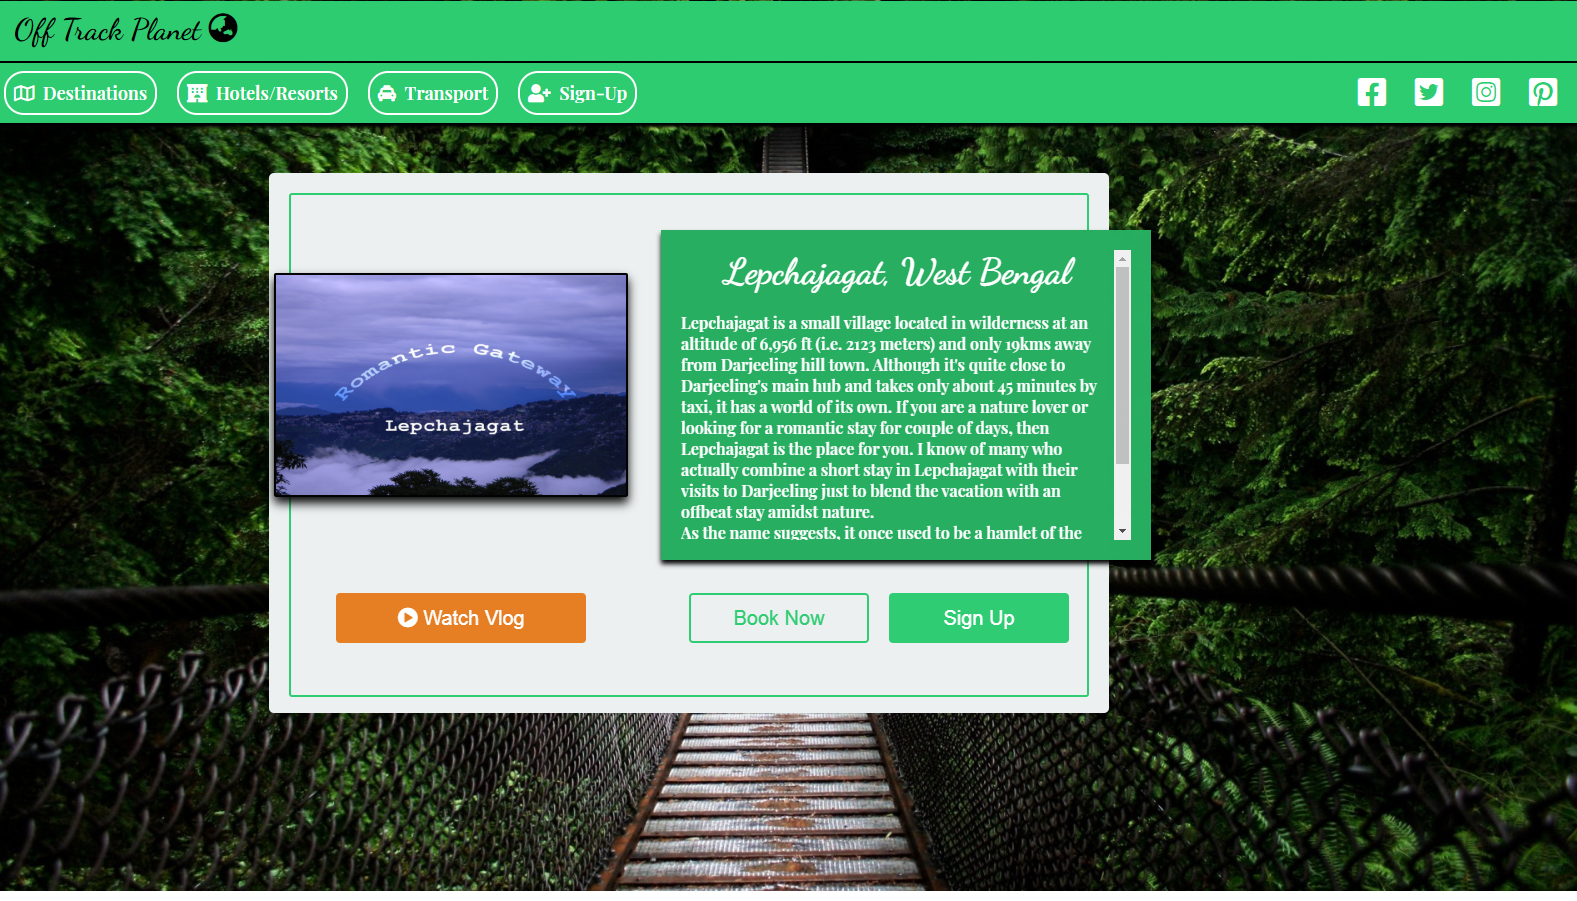 Off Track Planet
Destinations
Hotels/Resorts
Transport
Sign-Up
Romantic Gateway
Lepchajagat
Lepchajagat, West Bengal
Lepchajagat is a small village located in wilderness at an
altitude of 6,956 ft (i.e. 2123 meters) and only 19kms away
from Darjeeling hill town. Although it's quite close to
Darjeeling's main hub and takes only about 45 minutes by
taxi, it has a world of its own. If you are a nature lover or
looking for a romantic stay for couple of days, then
Lepchajagat is the place for you. I know of many who
actually combine a short stay in Lepchajagat with their
visits to Darjeeling just to blend the vacation with an
offbeat stay amidst nature.
As the name suggests, it once used to be a hamlet of the
Watch Vlog
Book Now
Sign Up